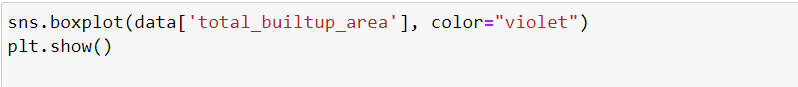 sns.boxplot(data['total_builtup_area'], color="violet")
plt.show()